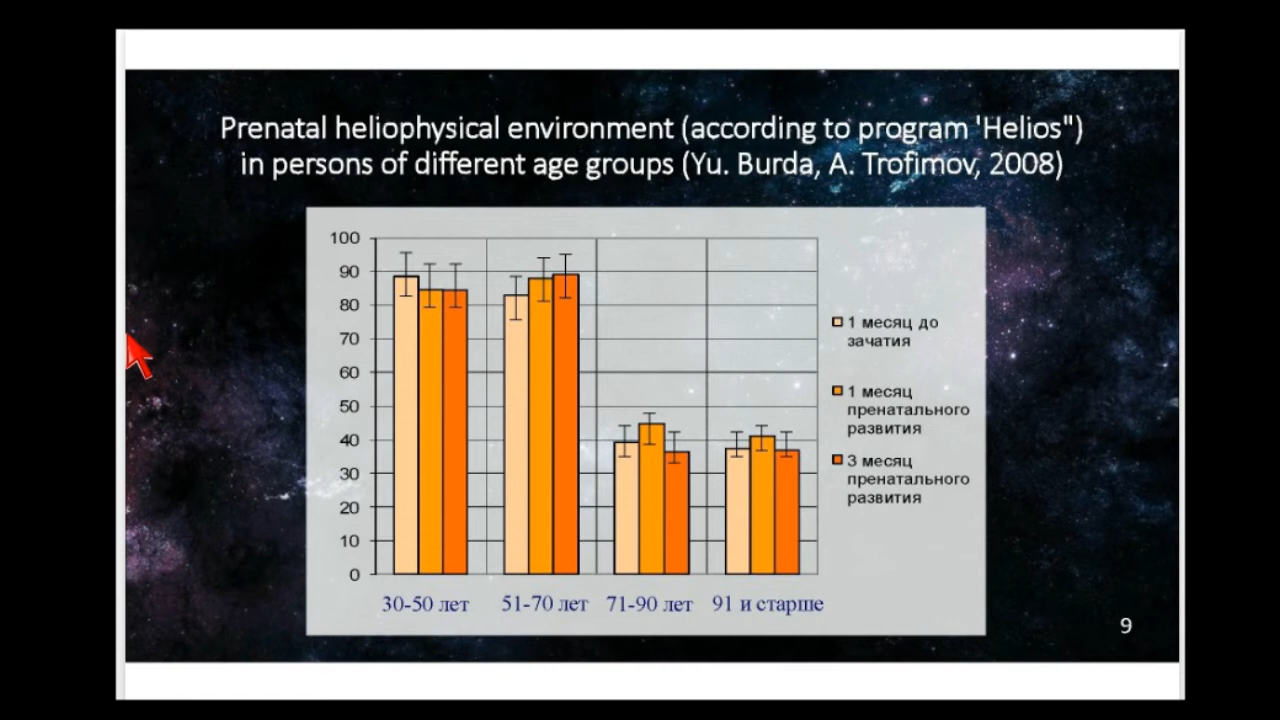 Prenatal heliophysical environment (according to program 'Helios")
in persons of different age groups (Yu. Burda, A. Trofimov, 2008)
100
90
80
70
60
50
40
30
20
10
0
30-50 лет
51-70 лет
71-90 лет
91 и старше
1 месяц до
зачатия
1 месяц
пренатального
развития
3 месяц
пренатального
развития
9